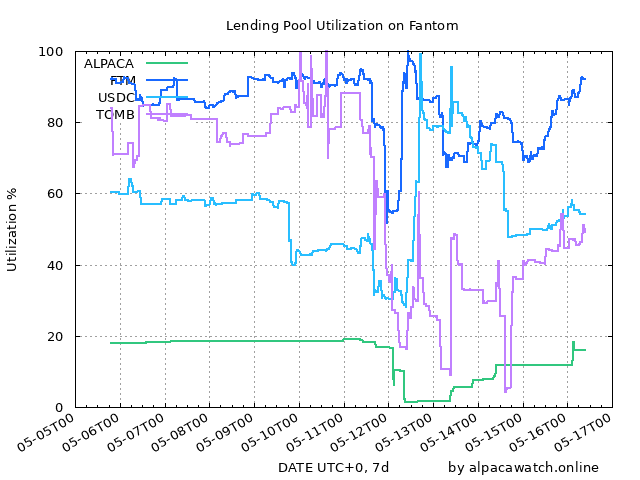 Lending Pool Utilization on Fantom
Utilization %
100
80
60
40
20
0
ALPACA
FTM
USDC
TOMB
05-05T00
05-06T00
05-07T00
05-08T00
05-09T00
05-10T00
05-11T00
05-12T00
05-13T00
05-14T00
05-15T00
05-16T00
05-17T00
DATE UTC+0, 7d
by alpacawatch.online